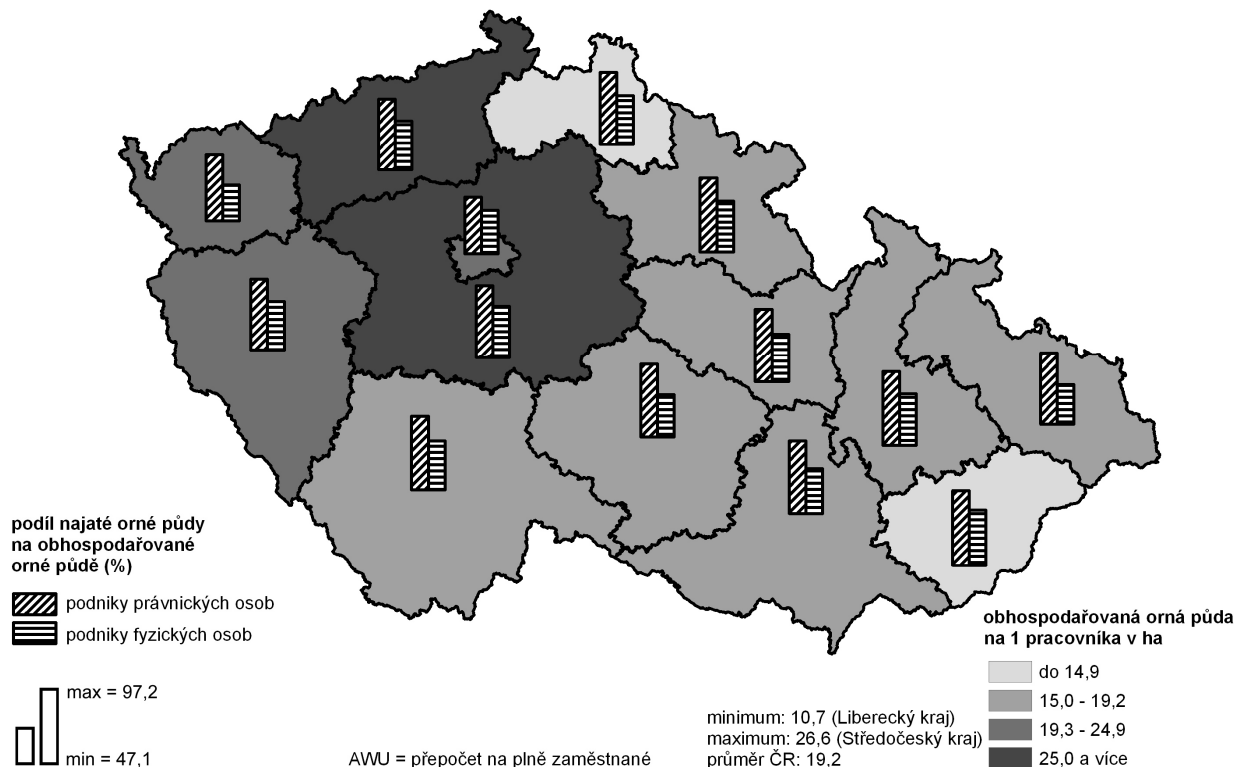 podíl najaté orné půdy
na obhospodařované
orné půdě (%)
podniky právnických osob
podniky fyzických osob
max = 97,2
min = 47,1
AWU = přepočet na plně zaměstnané
minimum: 10,7 (Liberecký kraj)
maximum: 26,6 (Středočeský kraj)
průměr ČR: 19,2
obhospodařovaná orná půda
na 1 pracovníka v ha
do 14,9
15,0 - 19,2
19,3 - 24,9
25,0 a více